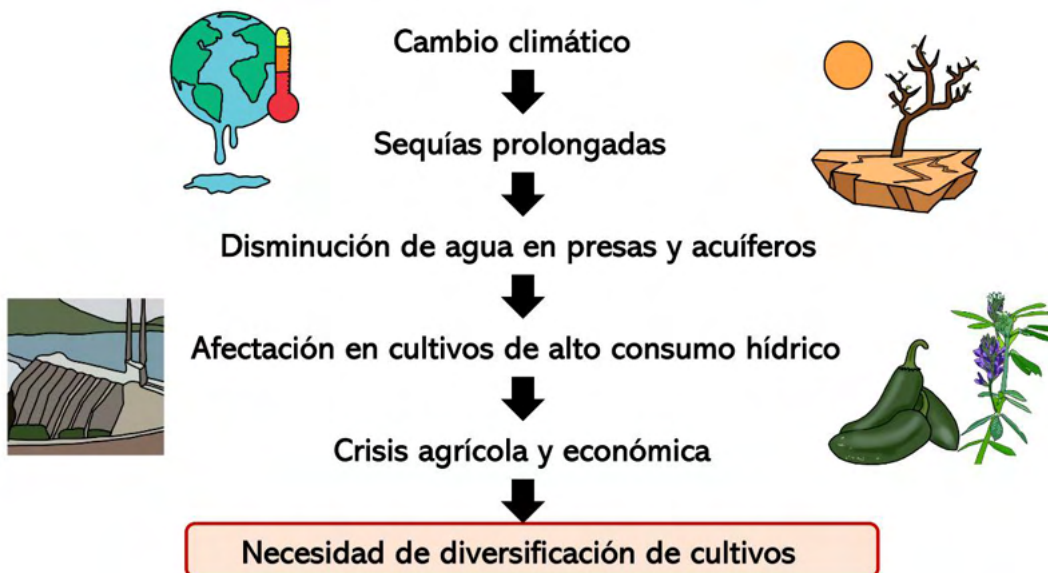 Cambio climático
Sequías prolongadas
Disminución de agua en presas y acuíferos
Afectación en cultivos de alto consumo hídrico
Crisis agrícola y económica
Necesidad de diversificación de cultivos